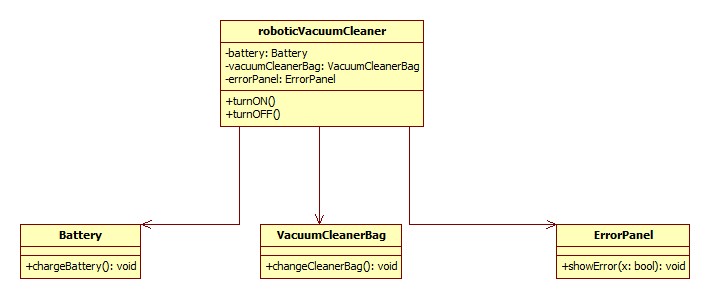 roboticVacuumCleaner
-battery: Battery
-vacuumCleanerBag: VacuumCleanerBag
-errorPanel: ErrorPanel
+turnON()
+turnOFF()
Battery
+chargeBattery(): void
VacuumCleanerBag
+changeCleanerBag(): void
ErrorPanel
+showError(x: bool): void